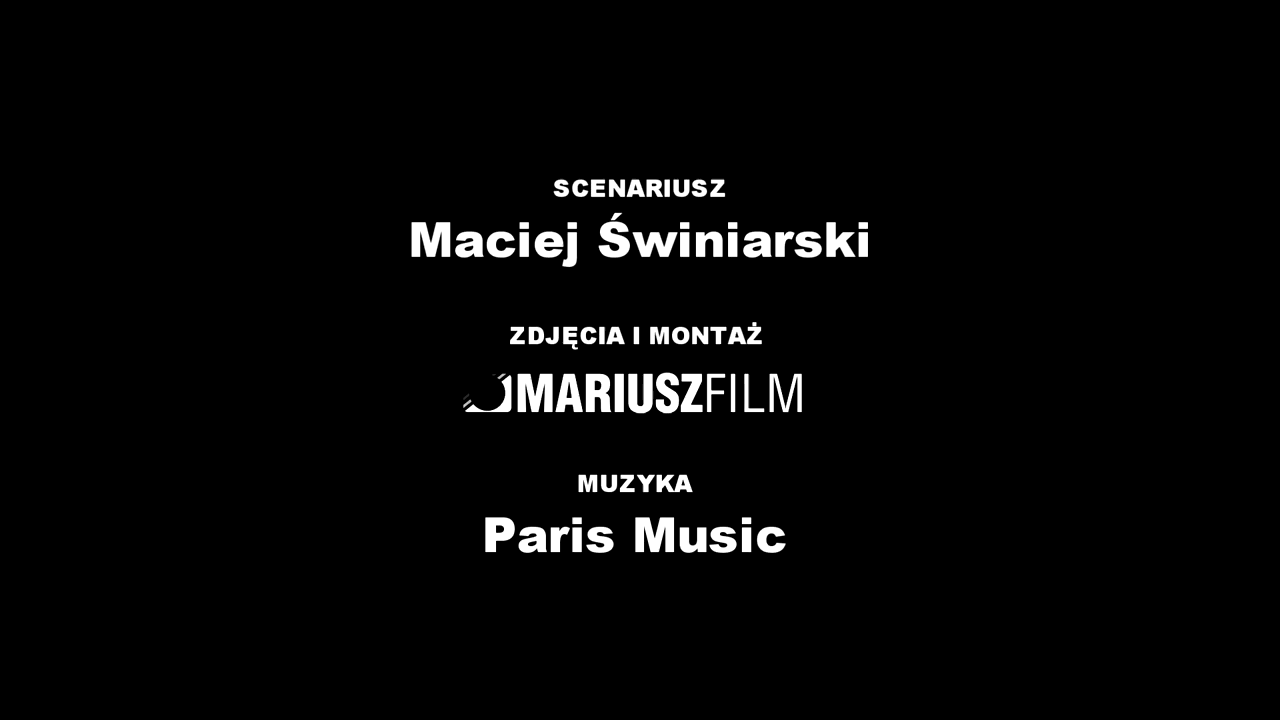 SCENARIUSZ
Maciej Świniarski
ZDJĘCIA I MONTAŻ
MARIUSZFILM
MUZYKA
Paris Music